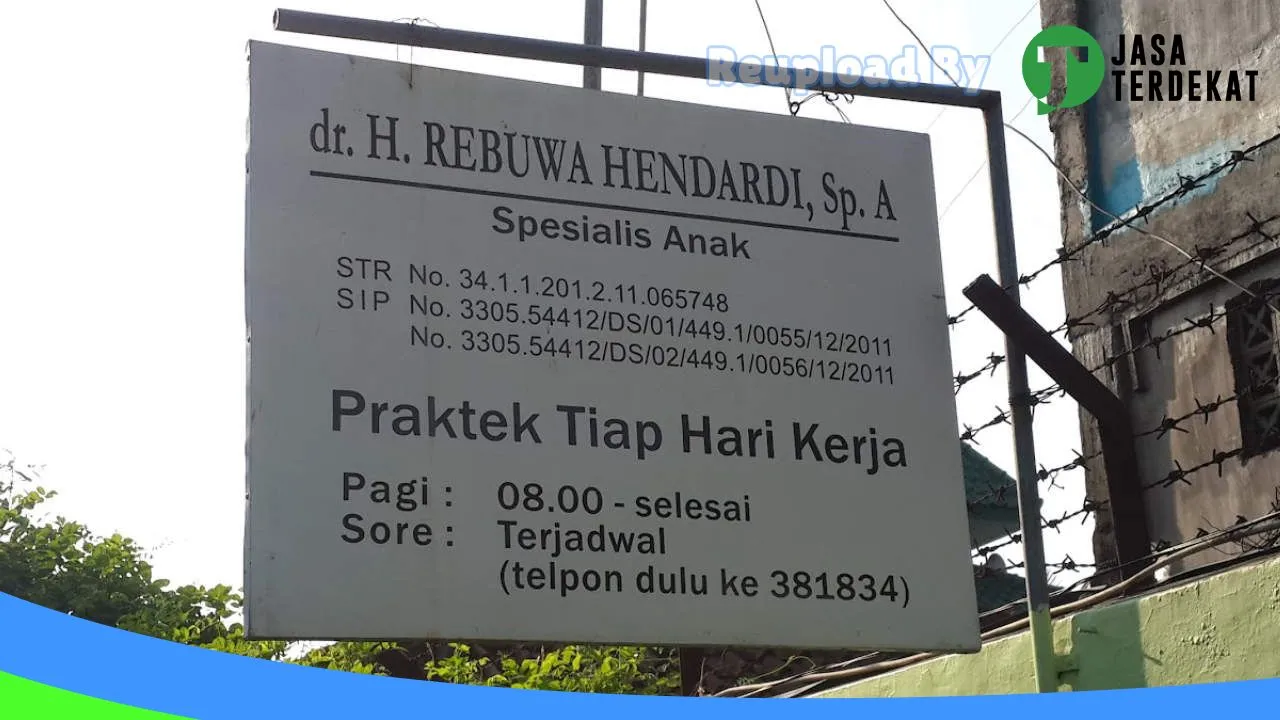 Reupload By
JASA
TERDEKAT
dr. H. REBUWA HENDARDI, Sp. A
Spesialis Anak
STR No. 34.1.1.201.2.11.065748
SIP No. 3305.54412/DS/01/449.1/0055/12/2011
No. 3305.54412/DS/02/449.1/0056/12/2011
Praktek Tiap Hari Kerja
Pagi : 08.00 - selesai
Sore : Terjadwal
(telpon dulu ke 381834)